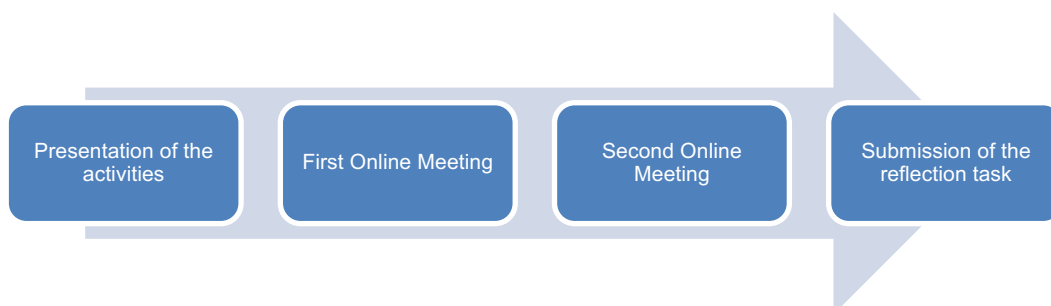 Presentation of the
activities
First Online Meeting
Second Online
Meeting
Submission of the
reflection task